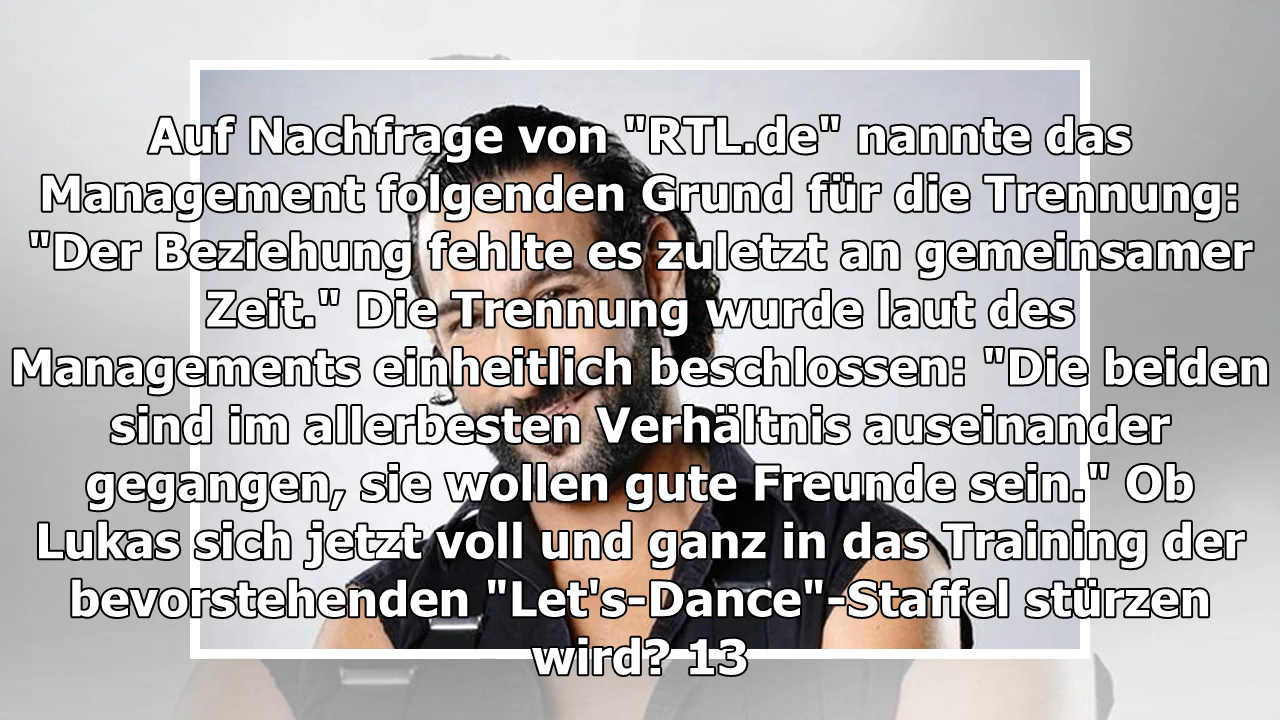 Auf Nachfrage von "RTL.de" nannte das
Management folgenden Grund für die Trennung:
"Der Beziehung fehlte es zuletzt an gemeinsamer
Zeit." Die Trennung wurde laut des
Managements einheitlich beschlossen: "Die beiden
sind im allerbesten Verhältnis auseinander
gegangen, sie wollen gute Freunde sein." Ob
Lukas sich jetzt voll und ganz in das Training der
bevorstehenden "Let's-Dance"-Staffel stürzen
wird? 13